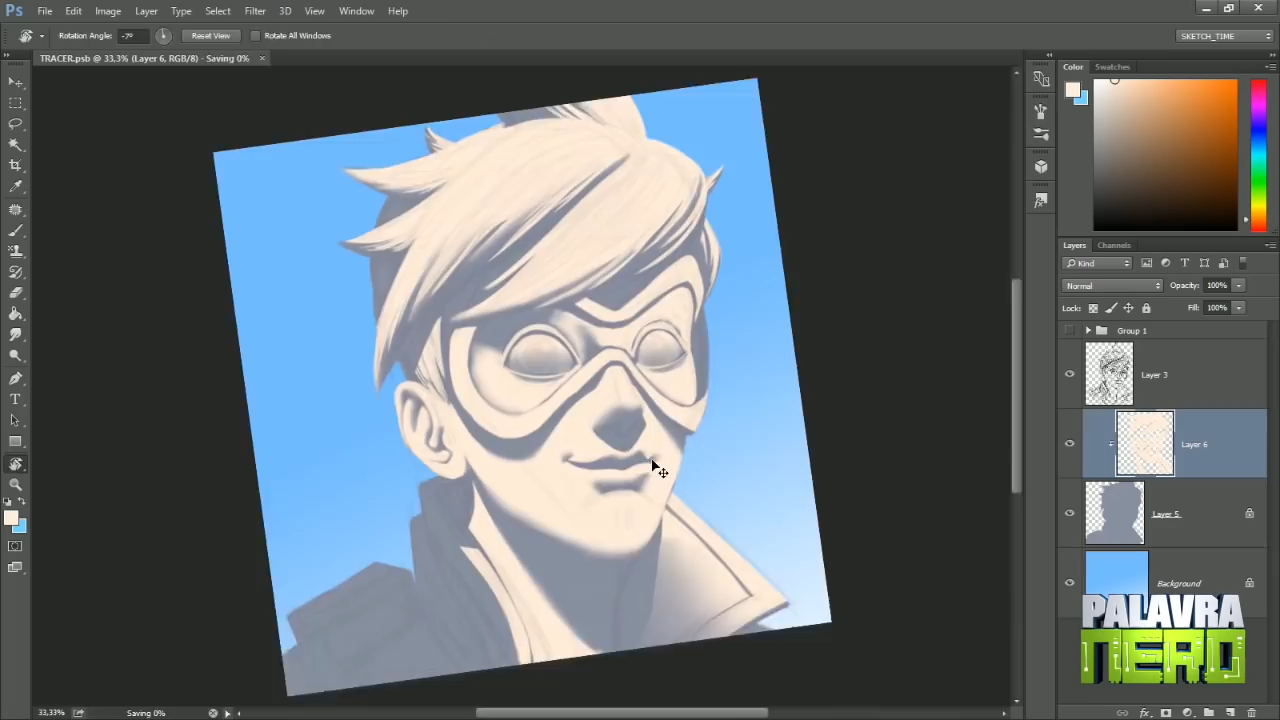 Ps File Edit Image Layer Type Select Filter 3D View Window Help
Rotation Angle: -7° Reset View Rotate All Windows SKETCH_TIME
TRACER.psb @ 33,3% (Layer 6, RGB/8) - Saving 0% ×
Color Swatches
Layers Channels
Kind
Normal Opacity: 100%
Lock: Fill: 100%
Group 1
Layer 3
Layer 6
Layer 5
Background
PALAVRA
NERD
33,33% Saving 0%